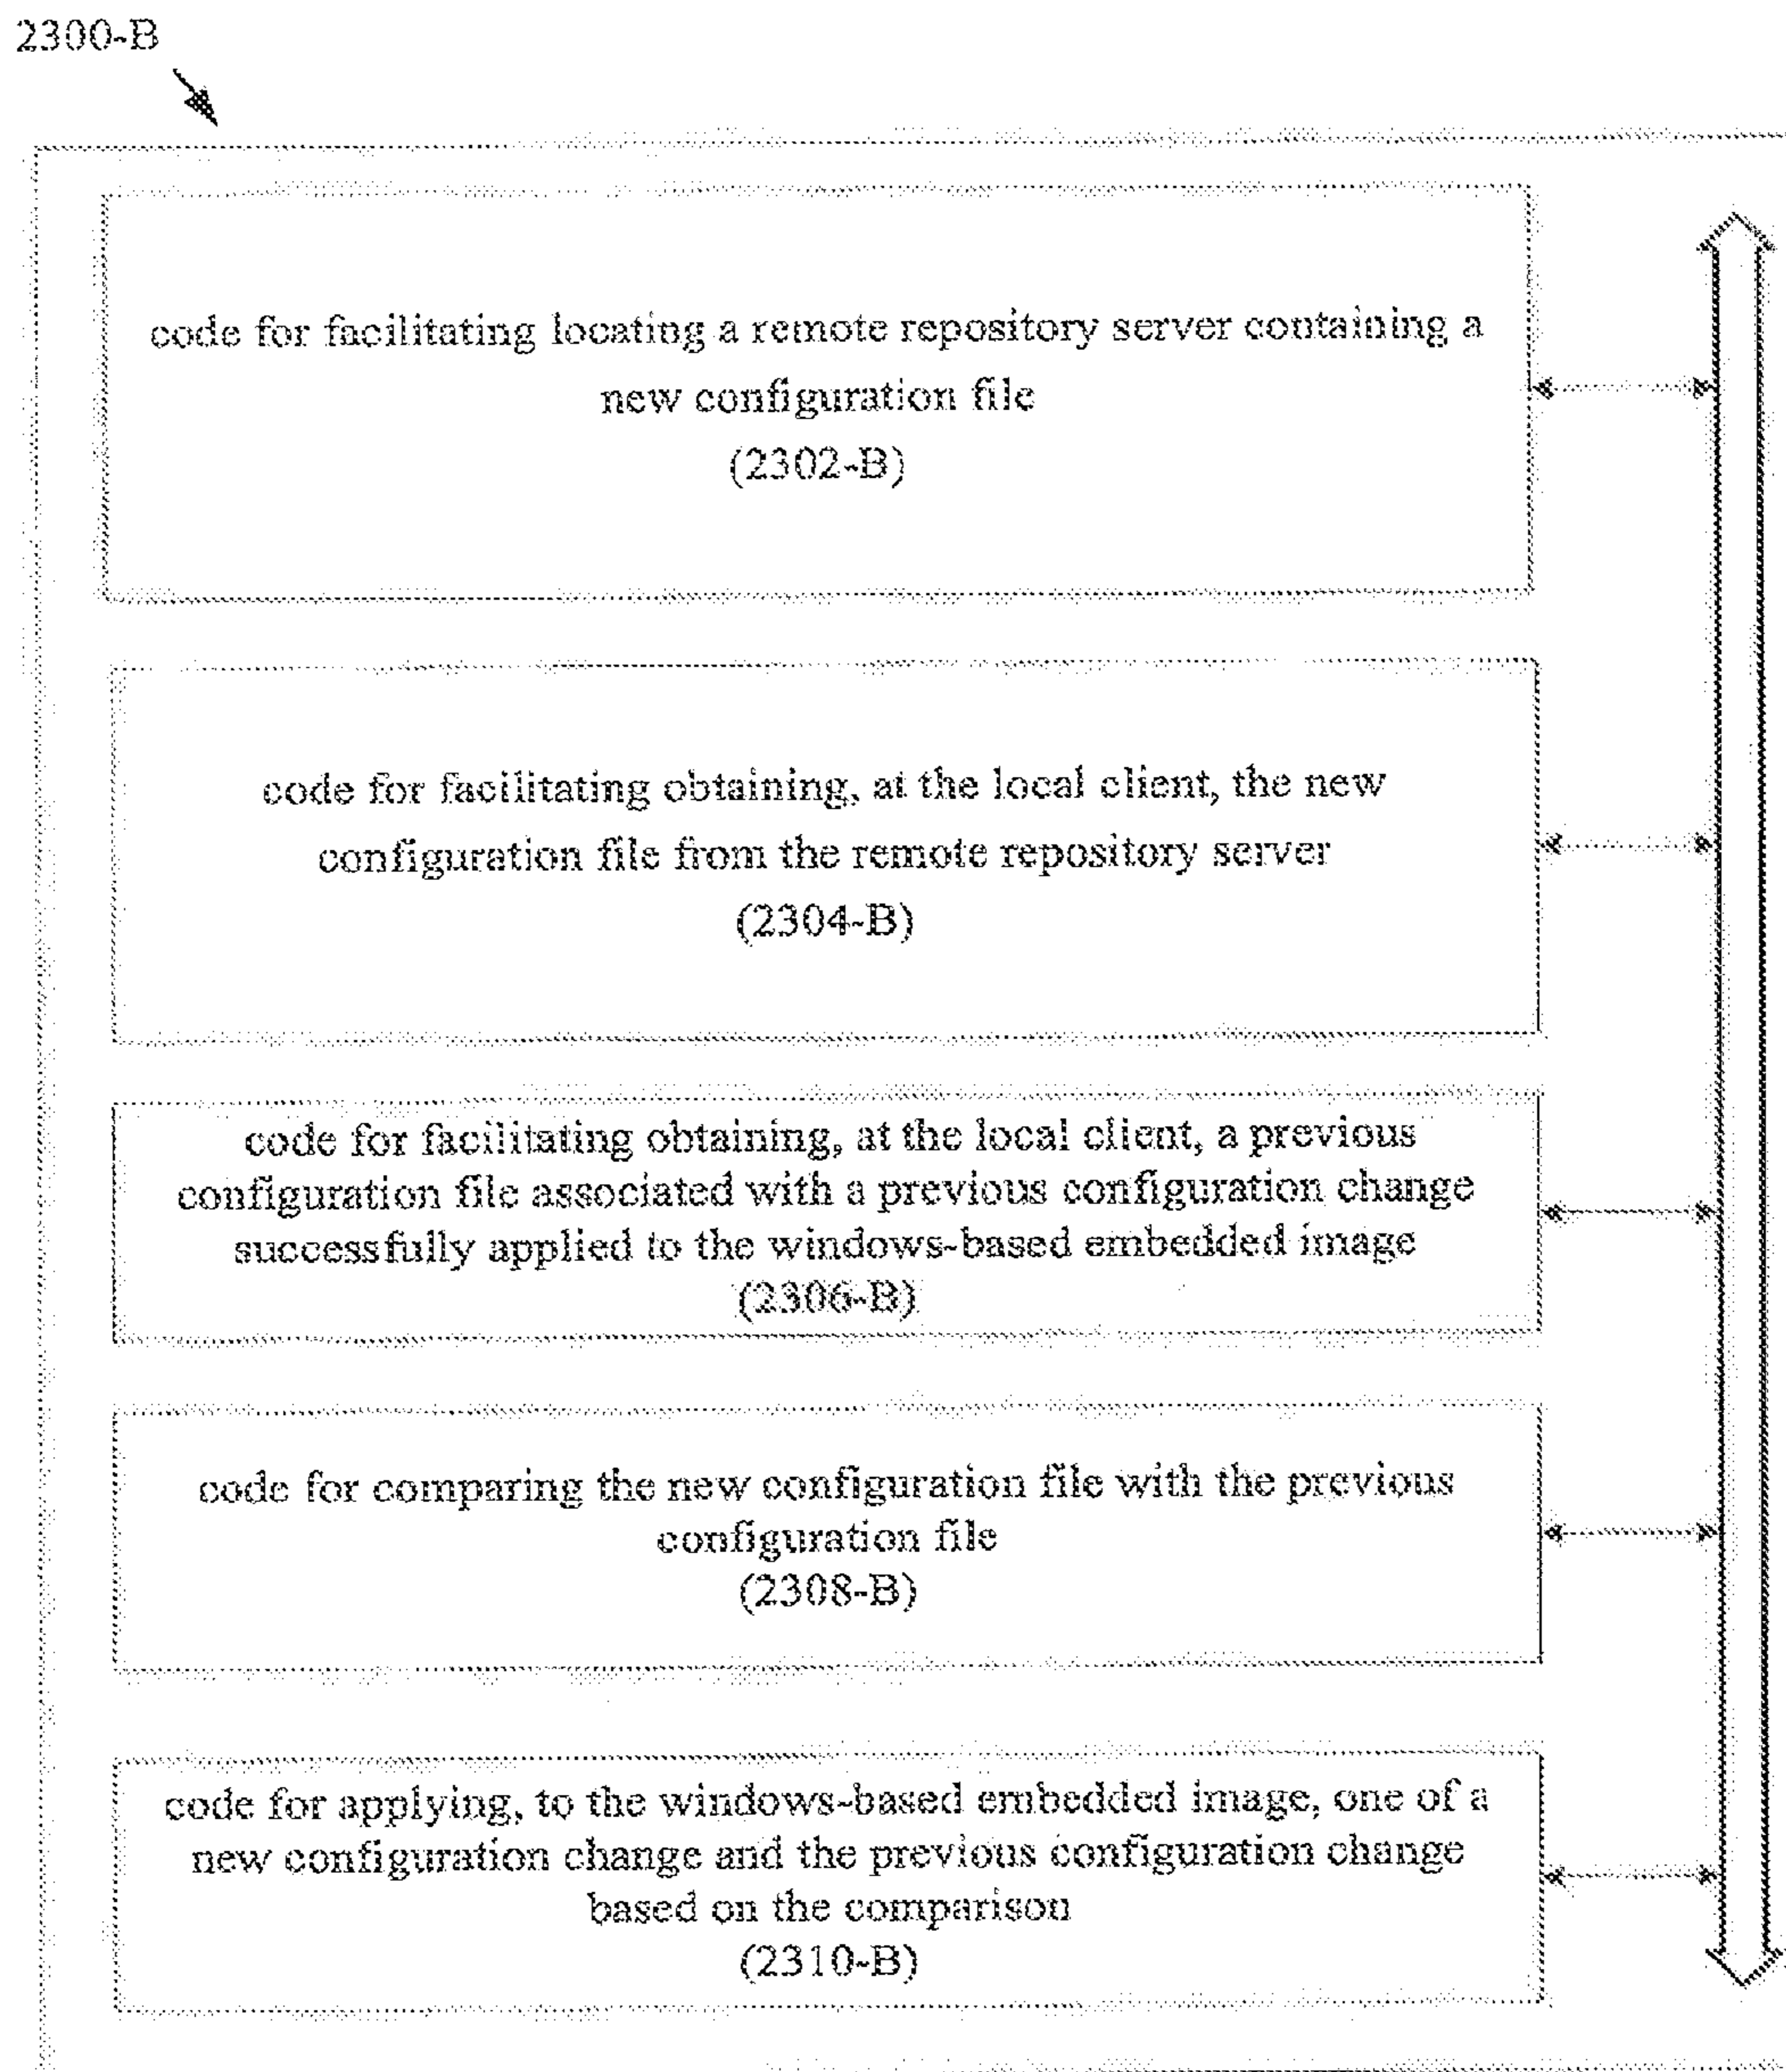 2300-B
code for facilitating locating a remote repository server containing a
new configuration file
(2302-B)
code for facilitating obtaining, at the local client, the new
configuration file from the remote repository server
(2304-B)
code for facilitating obtaining, at the local client, a previous
configuration file associated with a previous configuration change
successfully applied to the windows-based embedded image
(2306-B)
code for comparing the new configuration file with the previous
configuration file
(2308-B)
code for applying, to the windows-based embedded image, one of a
new configuration change and the previous configuration change
based on the comparison
(2310-B)